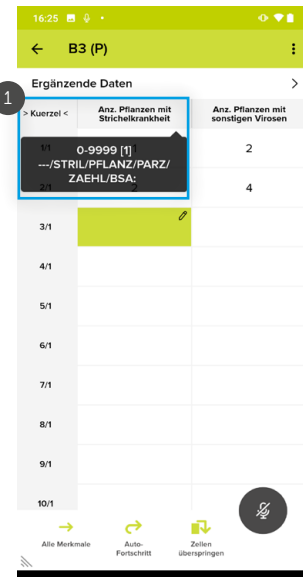 16:25
B3 (P)
Ergänzende Daten
1
> Kuerzel <
Anz. Pflanzen mit
Strichelkrankheit
Anz. Pflanzen mit
sonstigen Virosen
1/1
1
2
0-9999 [1]
---/STRIL/PFLANZ/PARZ/
ZAEHL/BSA:
2/1
2
4
3/1
4/1
5/1
6/1
7/1
8/1
9/1
10/1
Alle Merkmale
Auto-
Fortschritt
Zellen
überspringen